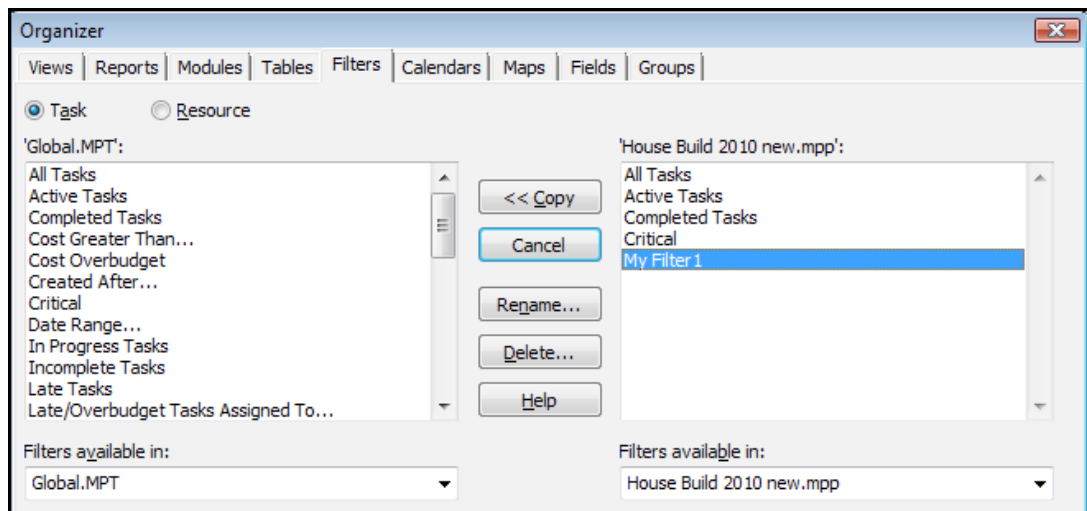 Organizer
Views Reports Modules Tables Filters Calendars Maps Fields Groups
Task Resource
'Global.MPT': 'House Build 2010 new.mpp':
All Tasks
Active Tasks
Completed Tasks
Cost Greater Than...
Cost Overbudget
Created After...
Critical
Date Range...
In Progress Tasks
Incomplete Tasks
Late Tasks
Late/Overbudget Tasks Assigned To...
<< Copy
Cancel
Rename...
Delete...
Help
All Tasks
Active Tasks
Completed Tasks
Critical
My Filter1
Filters available in: Filters available in:
Global.MPT House Build 2010 new.mpp